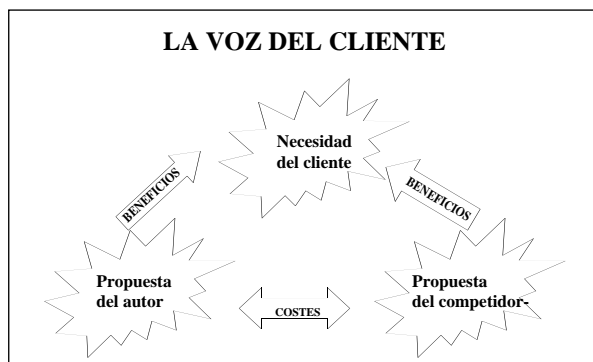 LA VOZ DEL CLIENTE
Necesidad
del cliente
BENEFICIOS
BENEFICIOS
Propuesta
del autor
COSTES
Propuesta
del competidor-